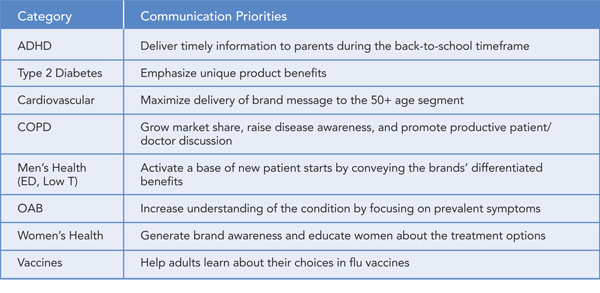 Category Communication Priorities
ADHD Deliver timely information to parents during the back-to-school timeframe
Type 2 Diabetes Emphasize unique product benefits
Cardiovascular Maximize delivery of brand message to the 50+ age segment
COPD Grow market share, raise disease awareness, and promote productive patient/
doctor discussion
Men’s Health Activate a base of new patient starts by conveying the brands’ differentiated
(ED, Low T) benefits
OAB Increase understanding of the condition by focusing on prevalent symptoms
Women’s Health Generate brand awareness and educate women about the treatment options
Vaccines Help adults learn about their choices in flu vaccines